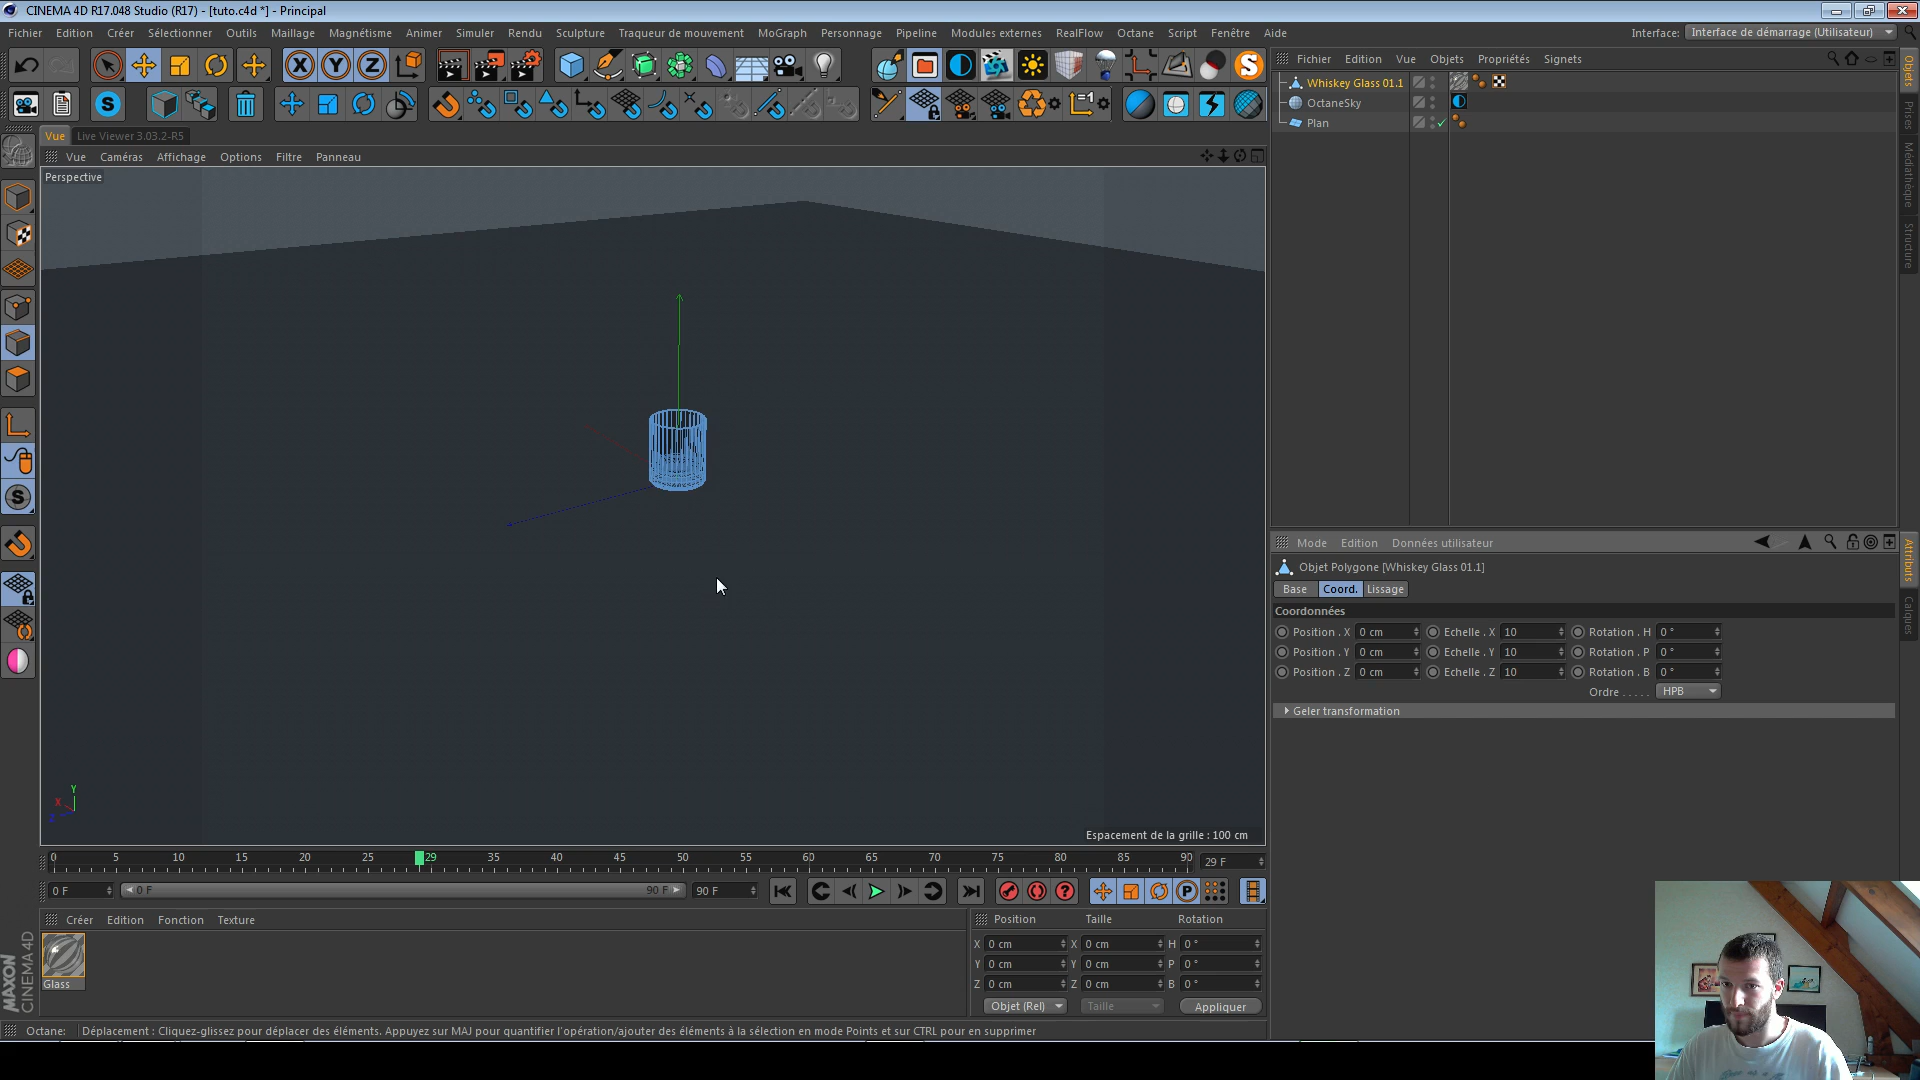 CINEMA 4D R17.048 Studio (R17) - [tuto.c4d *] - Principal
Fichier Edition Créer Sélectionner Outils Maillage Magnétisme Animer Simuler Rendu Sculpture Traqueur de mouvement MoGraph Personnage Pipeline Modules externes RealFlow Octane Script Fenêtre Aide Interface: Interface de démarrage (Utilisateur)
Fichier Edition Vue Objets Propriétés Signets
Whiskey Glass 01.1
OctaneSky
Plan
Objets
Prises
Médiathèque
Structure
Vue Live Viewer 3.03.2-R5
Vue Caméras Affichage Options Filtre Panneau
Perspective
Y
X
Z
Espacement de la grille : 100 cm
Mode Edition Données utilisateur
Objet Polygone [Whiskey Glass 01.1]
Base Coord. Lissage
Coordonnées
Position . X 0 cm Echelle . X 10 Rotation . H 0 °
Position . Y 0 cm Echelle . Y 10 Rotation . P 0 °
Position . Z 0 cm Echelle . Z 10 Rotation . B 0 °
Ordre . . . . . HPB
Geler transformation
Attributs
Calques
0 5 10 15 20 25 29 35 40 45 50 55 60 65 70 75 80 85 90 29 F
0 F 0 F 90 F 90 F
Créer Edition Fonction Texture
Glass
MAXON
CINEMA 4D
Position Taille Rotation
X 0 cm X 0 cm H 0 °
Y 0 cm Y 0 cm P 0 °
Z 0 cm Z 0 cm B 0 °
Objet (Rel) Taille Appliquer
Octane: Déplacement : Cliquez-glissez pour déplacer des éléments. Appuyez sur MAJ pour quantifier l'opération/ajouter des éléments à la sélection en mode Points et sur CTRL pour en supprimer